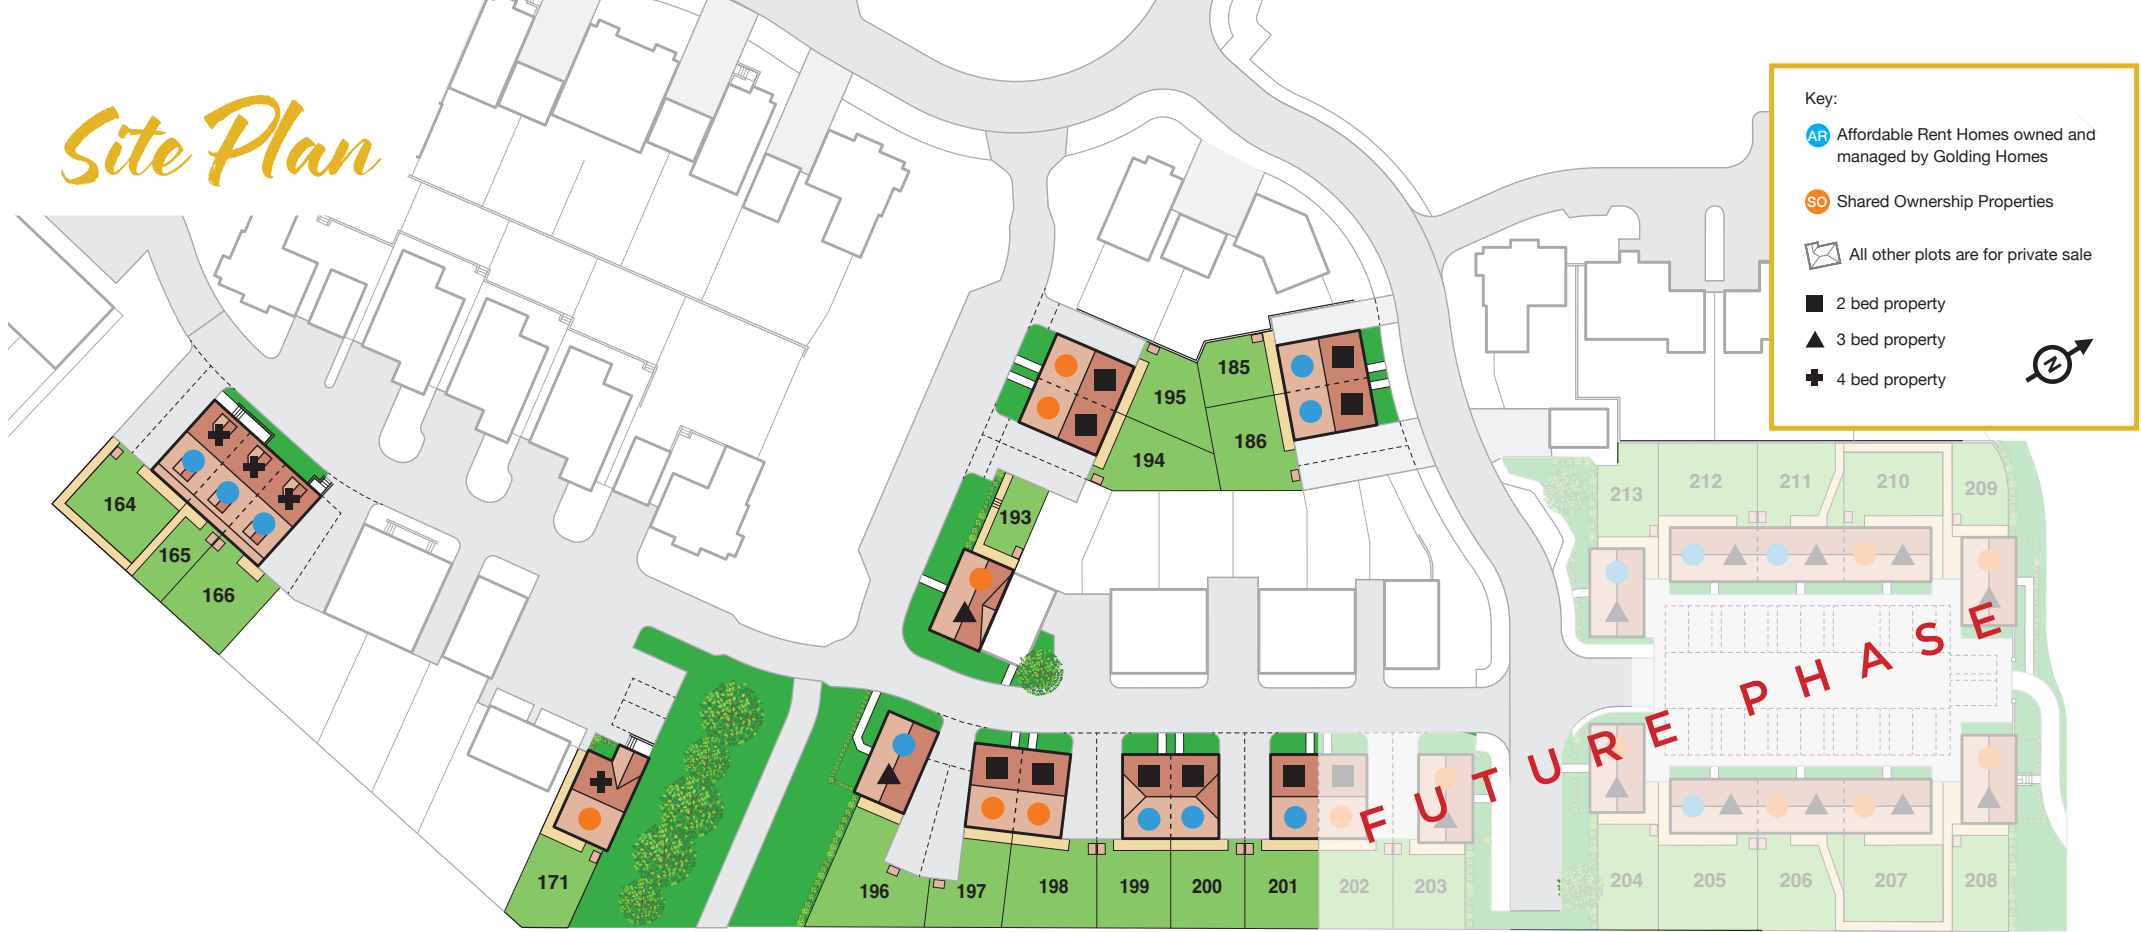 Site Plan
Key:
AR Affordable Rent Homes owned and
managed by Golding Homes
SO Shared Ownership Properties
All other plots are for private sale
2 bed property
3 bed property
4 bed property
N
195
185
186
194
164
193
165
166
213
212
211
210
209
FUTURE PHASE
171
196
197
198
199
200
201
202
203
204
205
206
207
208